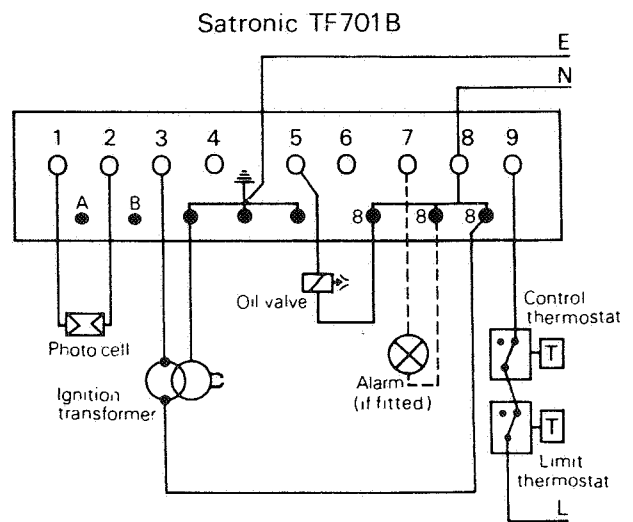 Satronic TF701B
E
N
1 2 3 4 5 6 7 8 9
A B
8 8 8
Oil valve
Photo cell
Control
thermostat
T
Ignition
transformer
Alarm
(if fitted)
T
Limit
thermostat
L